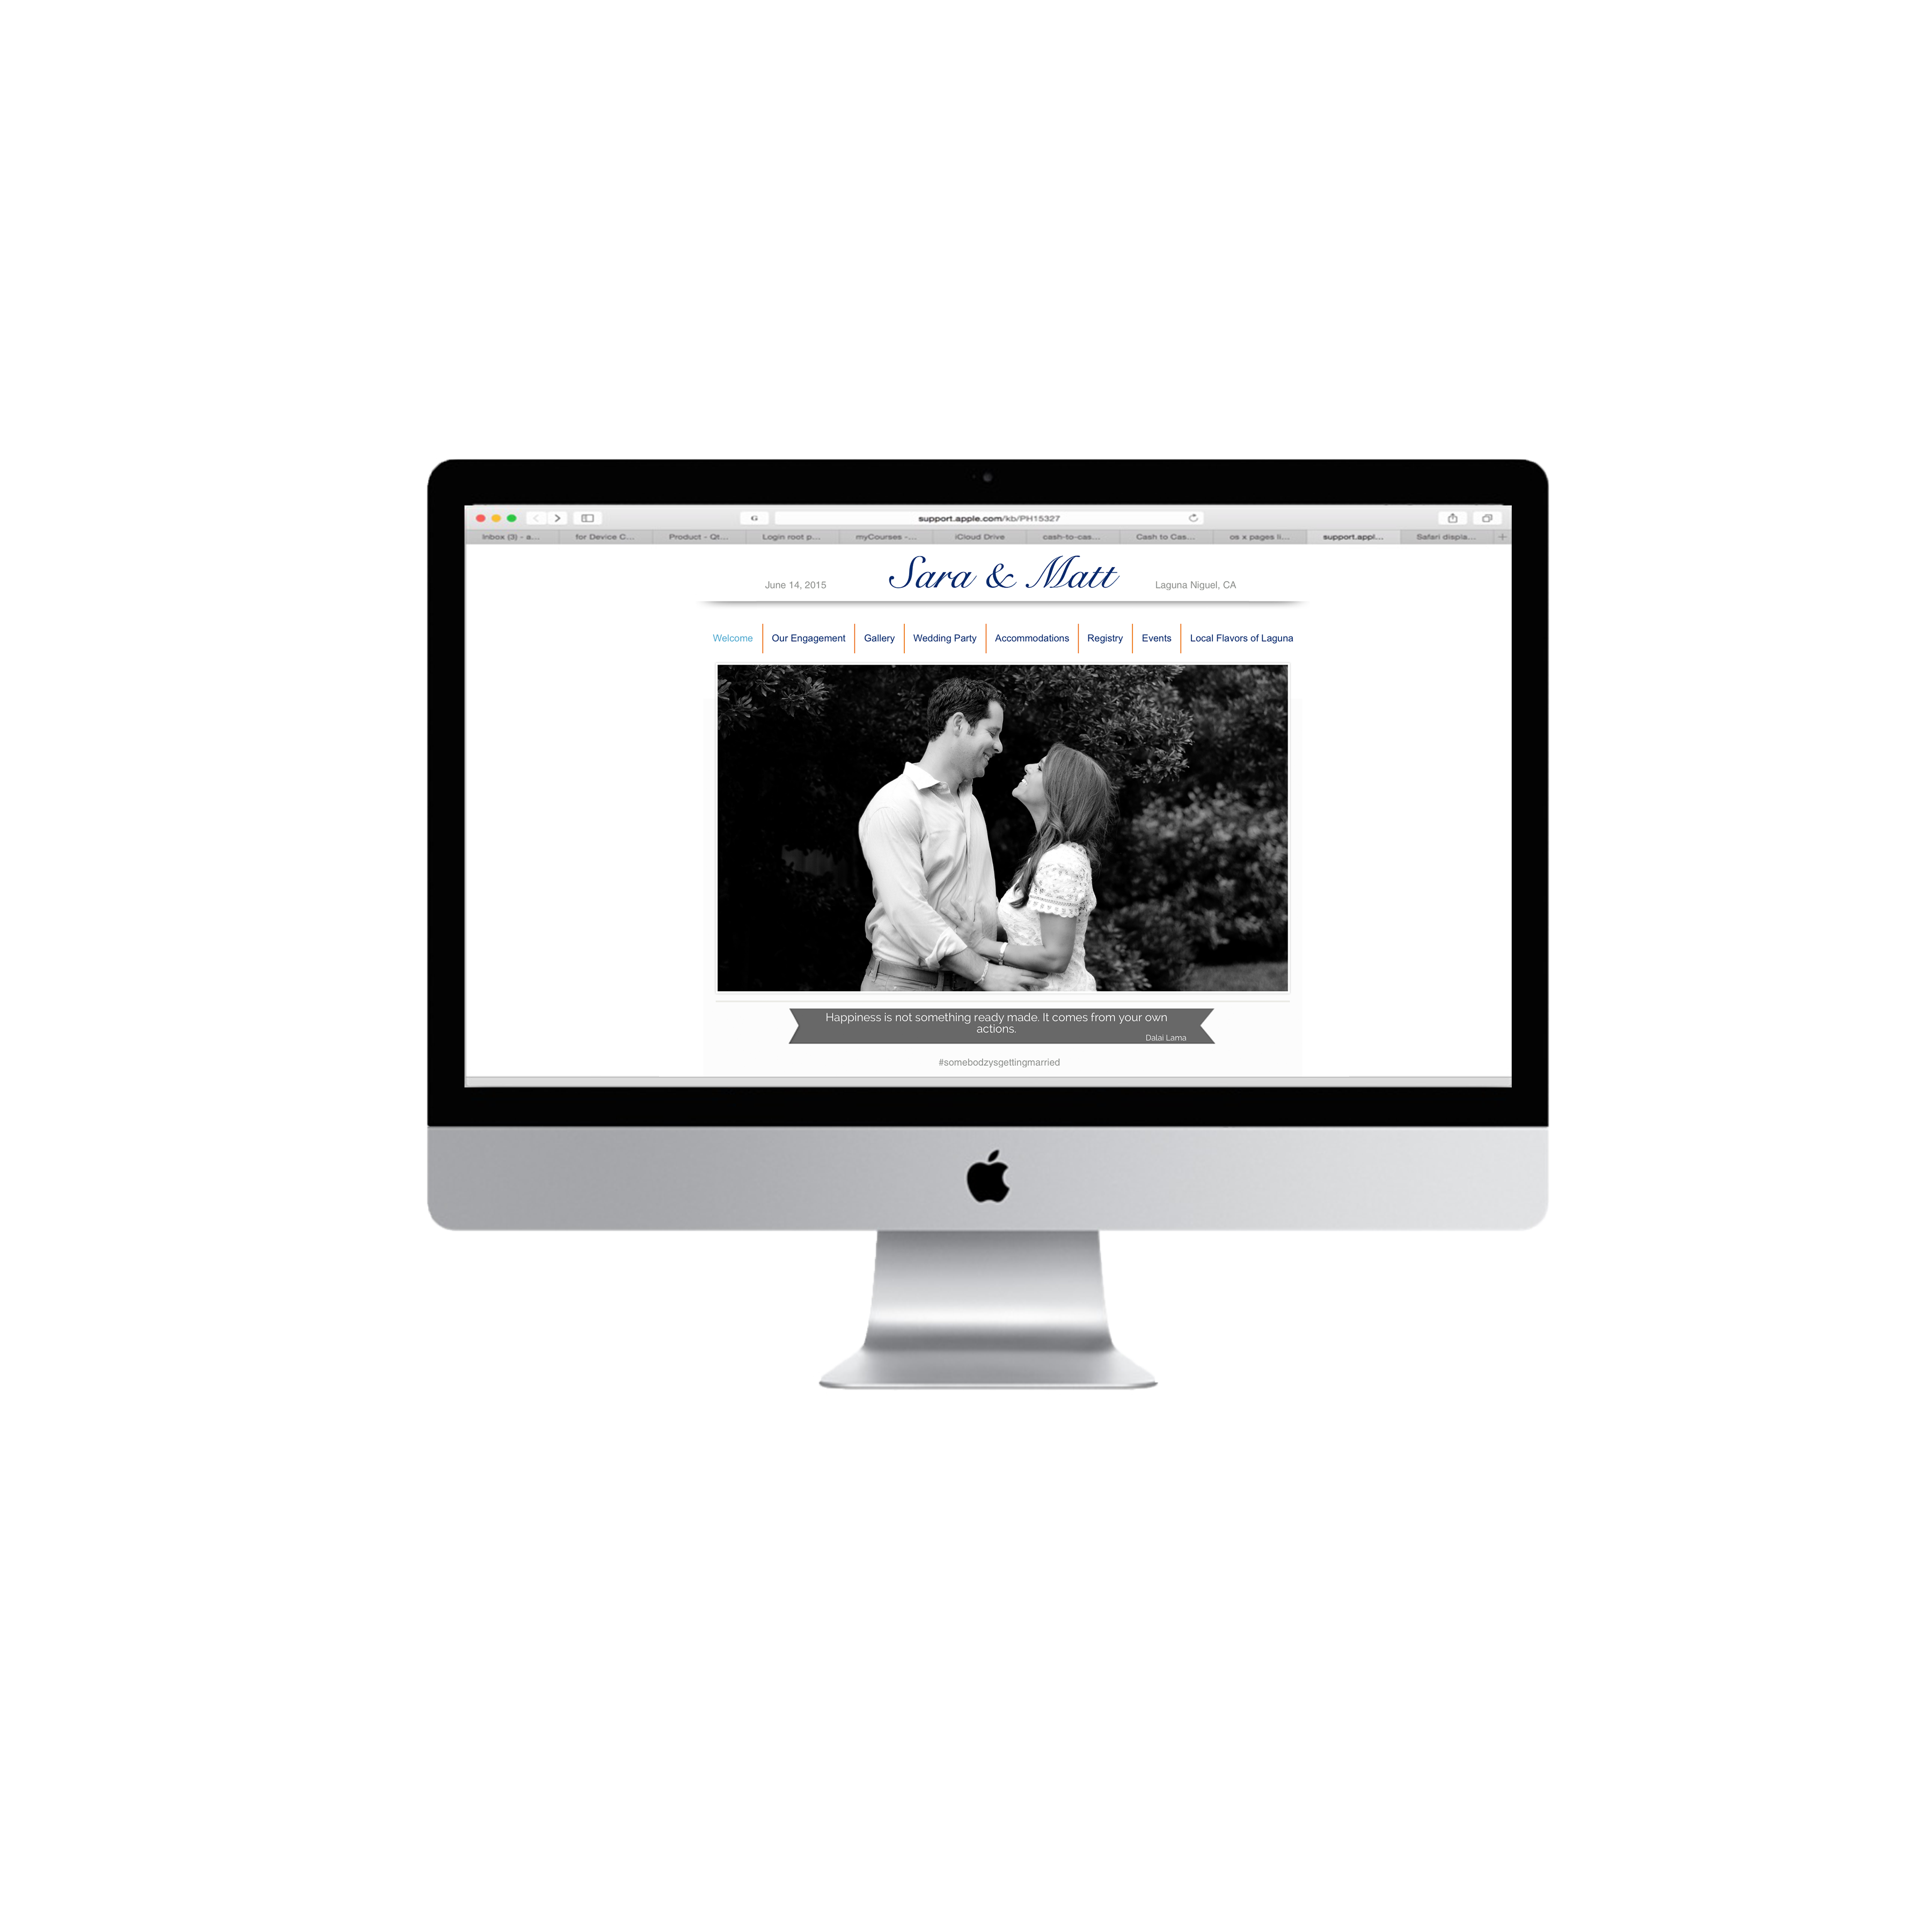 G
support.apple.com/kb/PH15327
Inbox (3) - a... for Device C... Product - Qt... Login root p... myCourses -... iCloud Drive cash-to-cas... Cash to Cas... os x pages li... support.appl... Safari displa... +
June 14, 2015 Sara & Matt Laguna Niguel, CA
Welcome Our Engagement Gallery Wedding Party Accommodations Registry Events Local Flavors of Laguna
Happiness is not something ready made. It comes from your own
actions.
Dalai Lama
#somebodzysgettingmarried